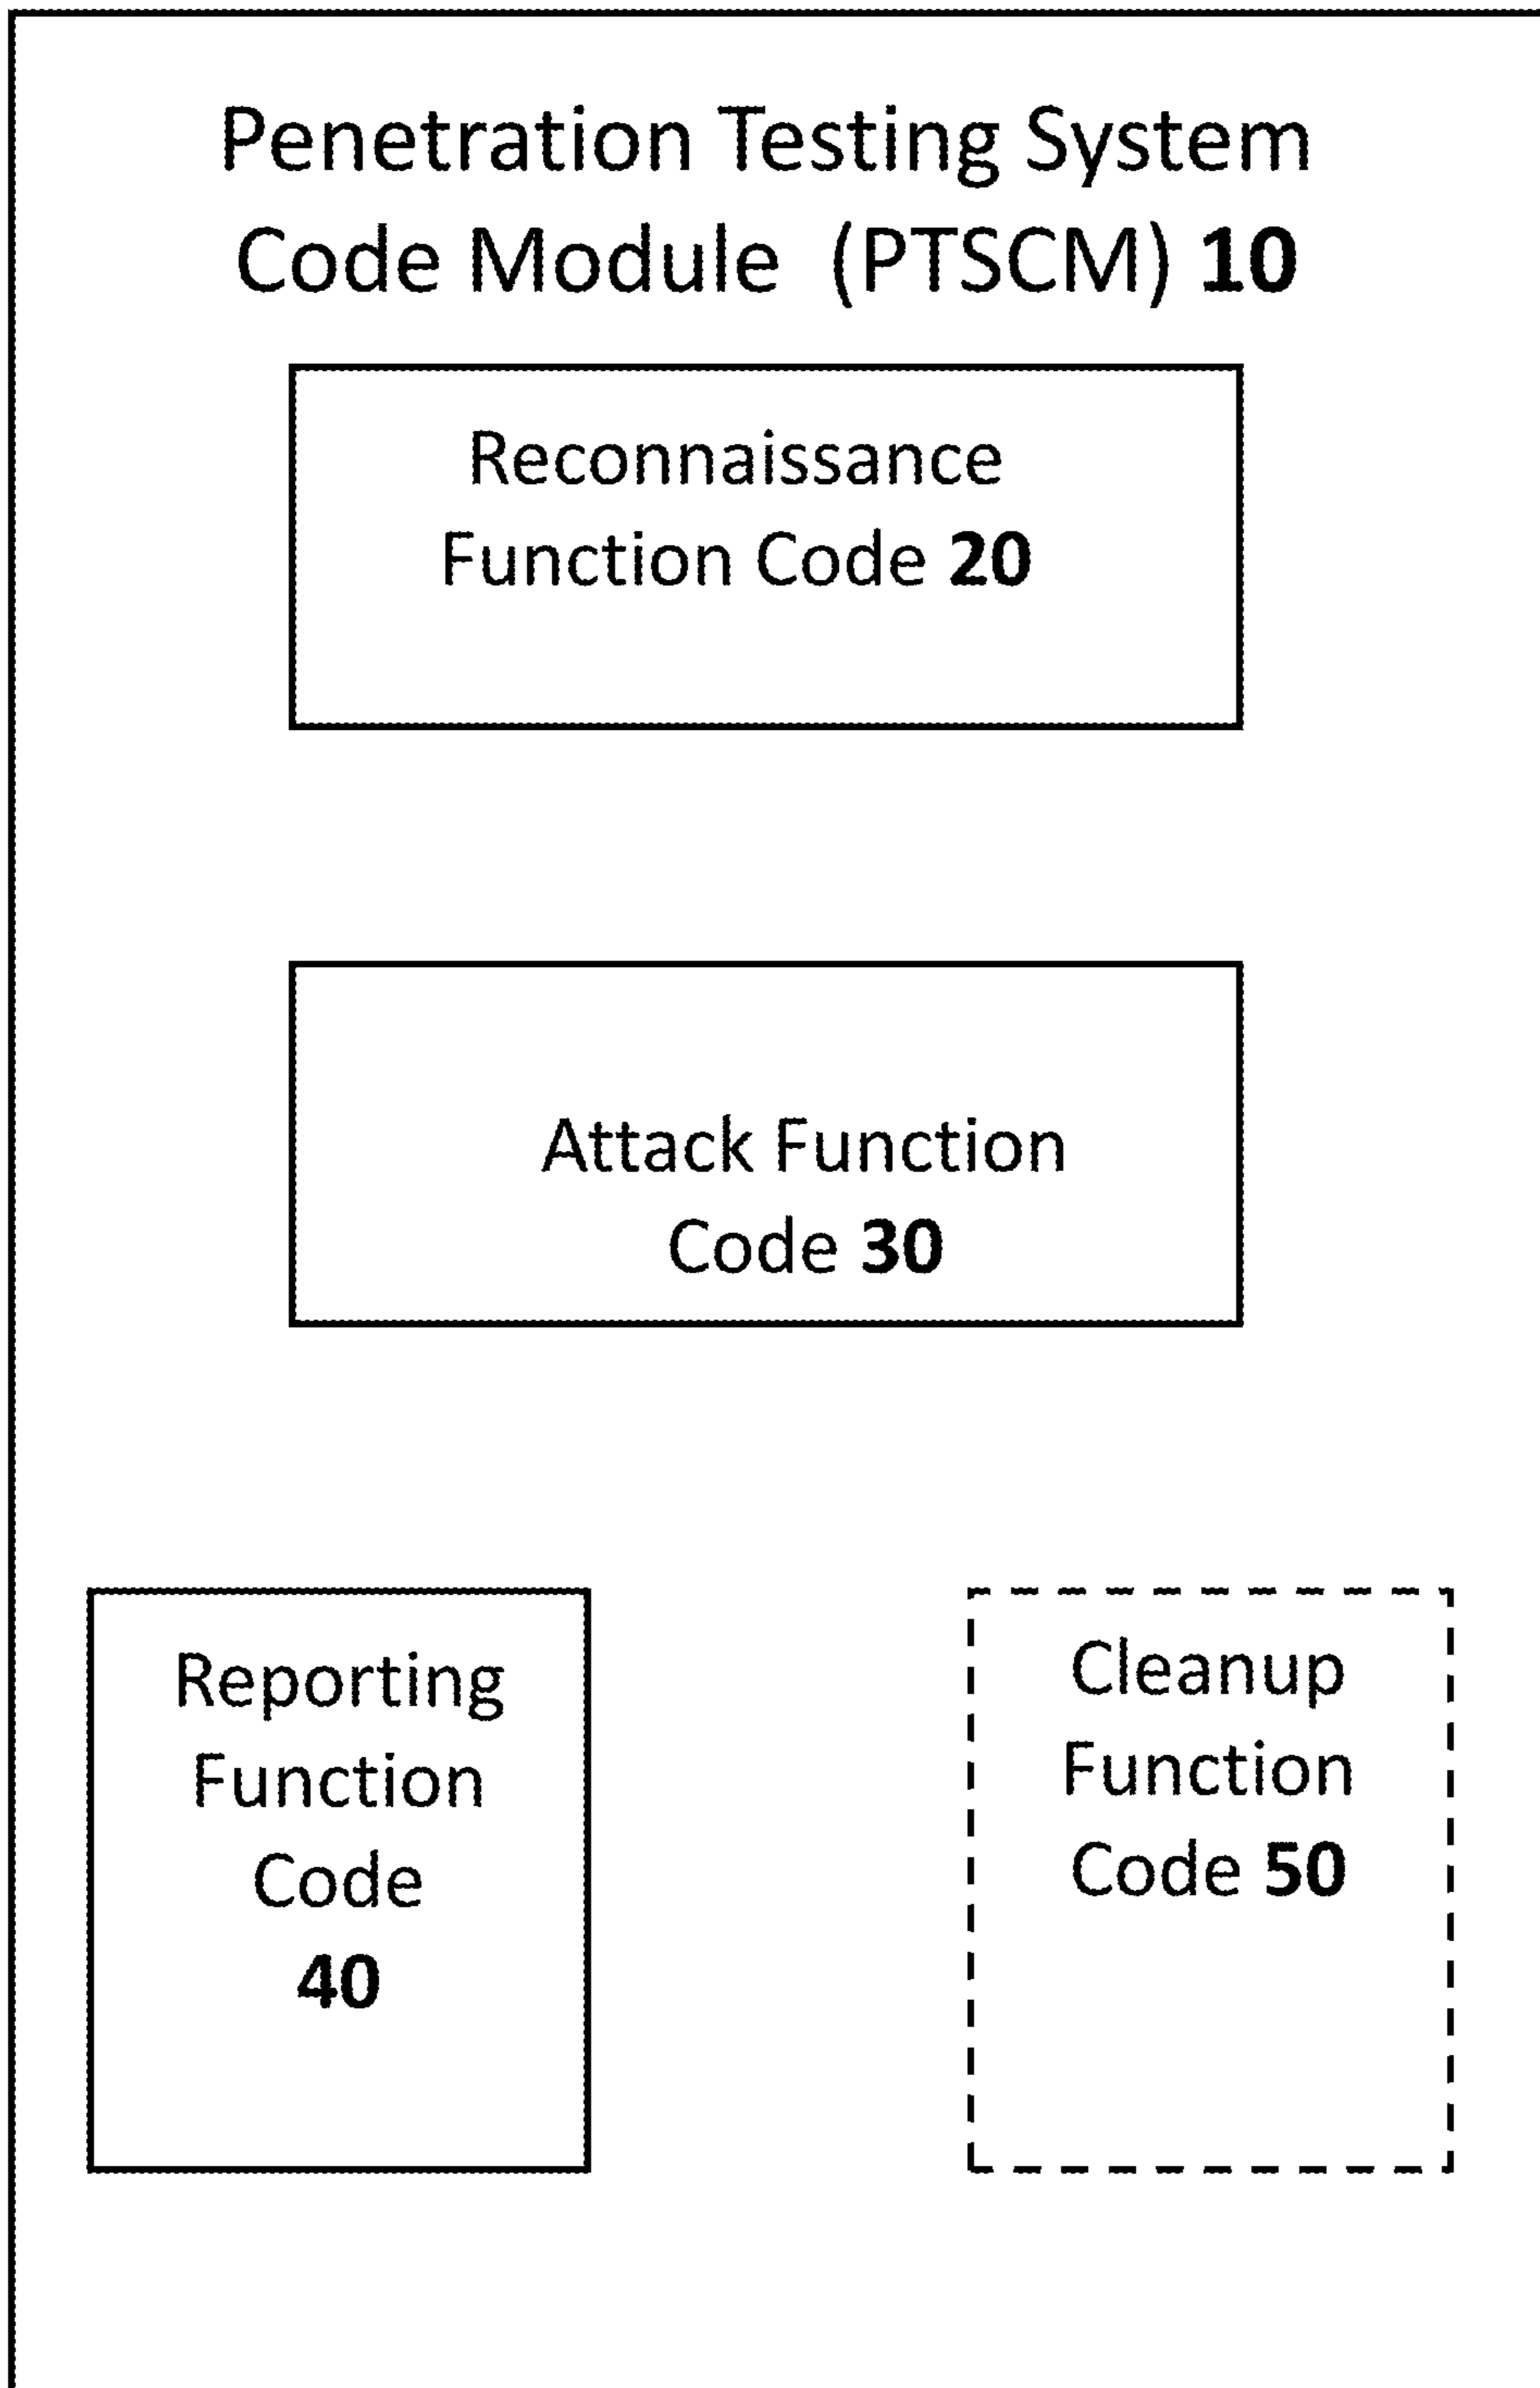 Penetration Testing System
Code Module (PTSCM) 10
Reconnaissance
Function Code 20
Attack Function
Code 30
Reporting
Function
Code
40
Cleanup
Function
Code 50